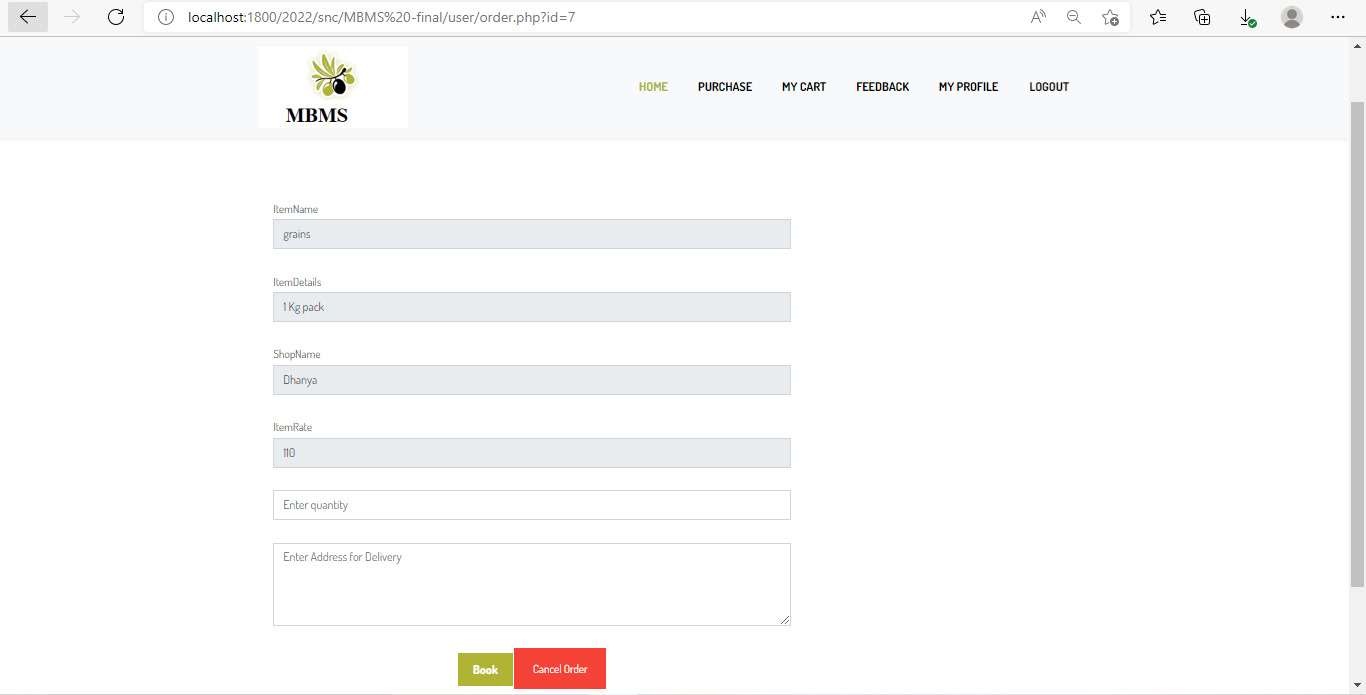 localhost:1800/2022/snc/MBMS%20-final/user/order.php?id=7
MBMS
HOME PURCHASE MY CART FEEDBACK MY PROFILE LOGOUT
ItemName
grains
ItemDetails
1 Kg pack
ShopName
Dhanya
ItemRate
110
Enter quantity
Enter Address for Delivery
Book Cancel Order